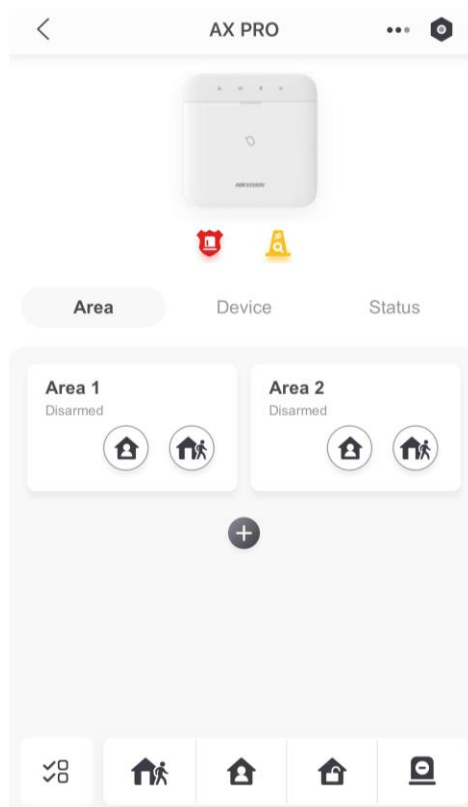 AX PRO
HIKVISION
Area Device Status
Area 1
Disarmed
Area 2
Disarmed